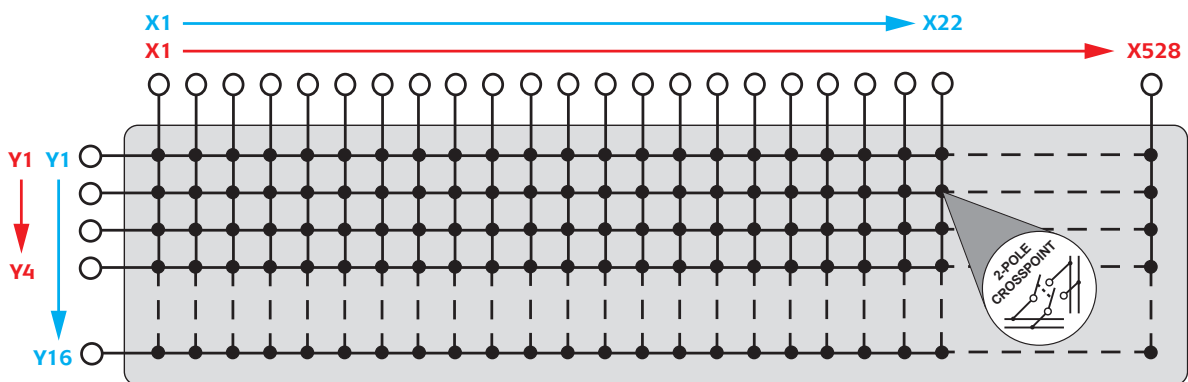 X1 X22
X1 X528
Y1 Y1
Y4
Y16
2-POLE
CROSSPOINT